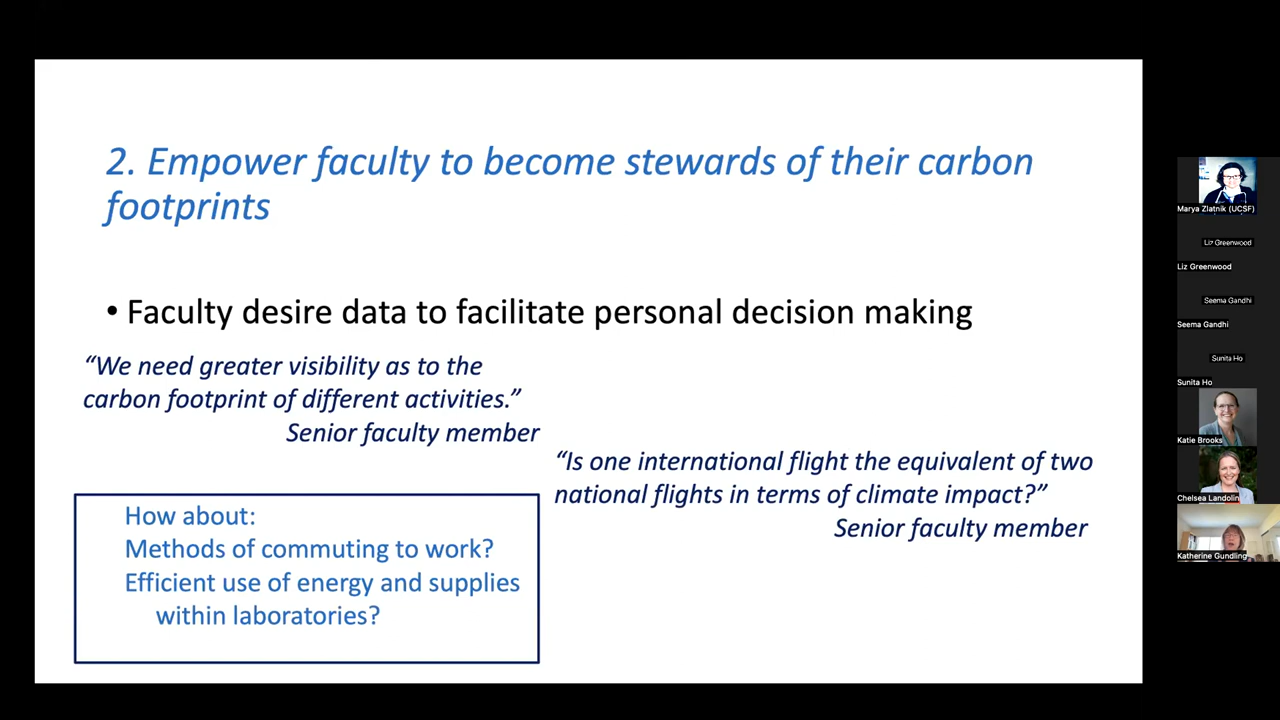 2. Empower faculty to become stewards of their carbon
footprints
• Faculty desire data to facilitate personal decision making
“We need greater visibility as to the
carbon footprint of different activities.”
Senior faculty member
“Is one international flight the equivalent of two
national flights in terms of climate impact?”
Senior faculty member
How about:
Methods of commuting to work?
Efficient use of energy and supplies
within laboratories?
Marya Zlatnik (UCSF)
Liz Greenwood
Liz Greenwood
Seema Gandhi
Seema Gandhi
Sunita Ho
Sunita Ho
Katie Brooks
Chelsea Landolin
Katherine Gundling